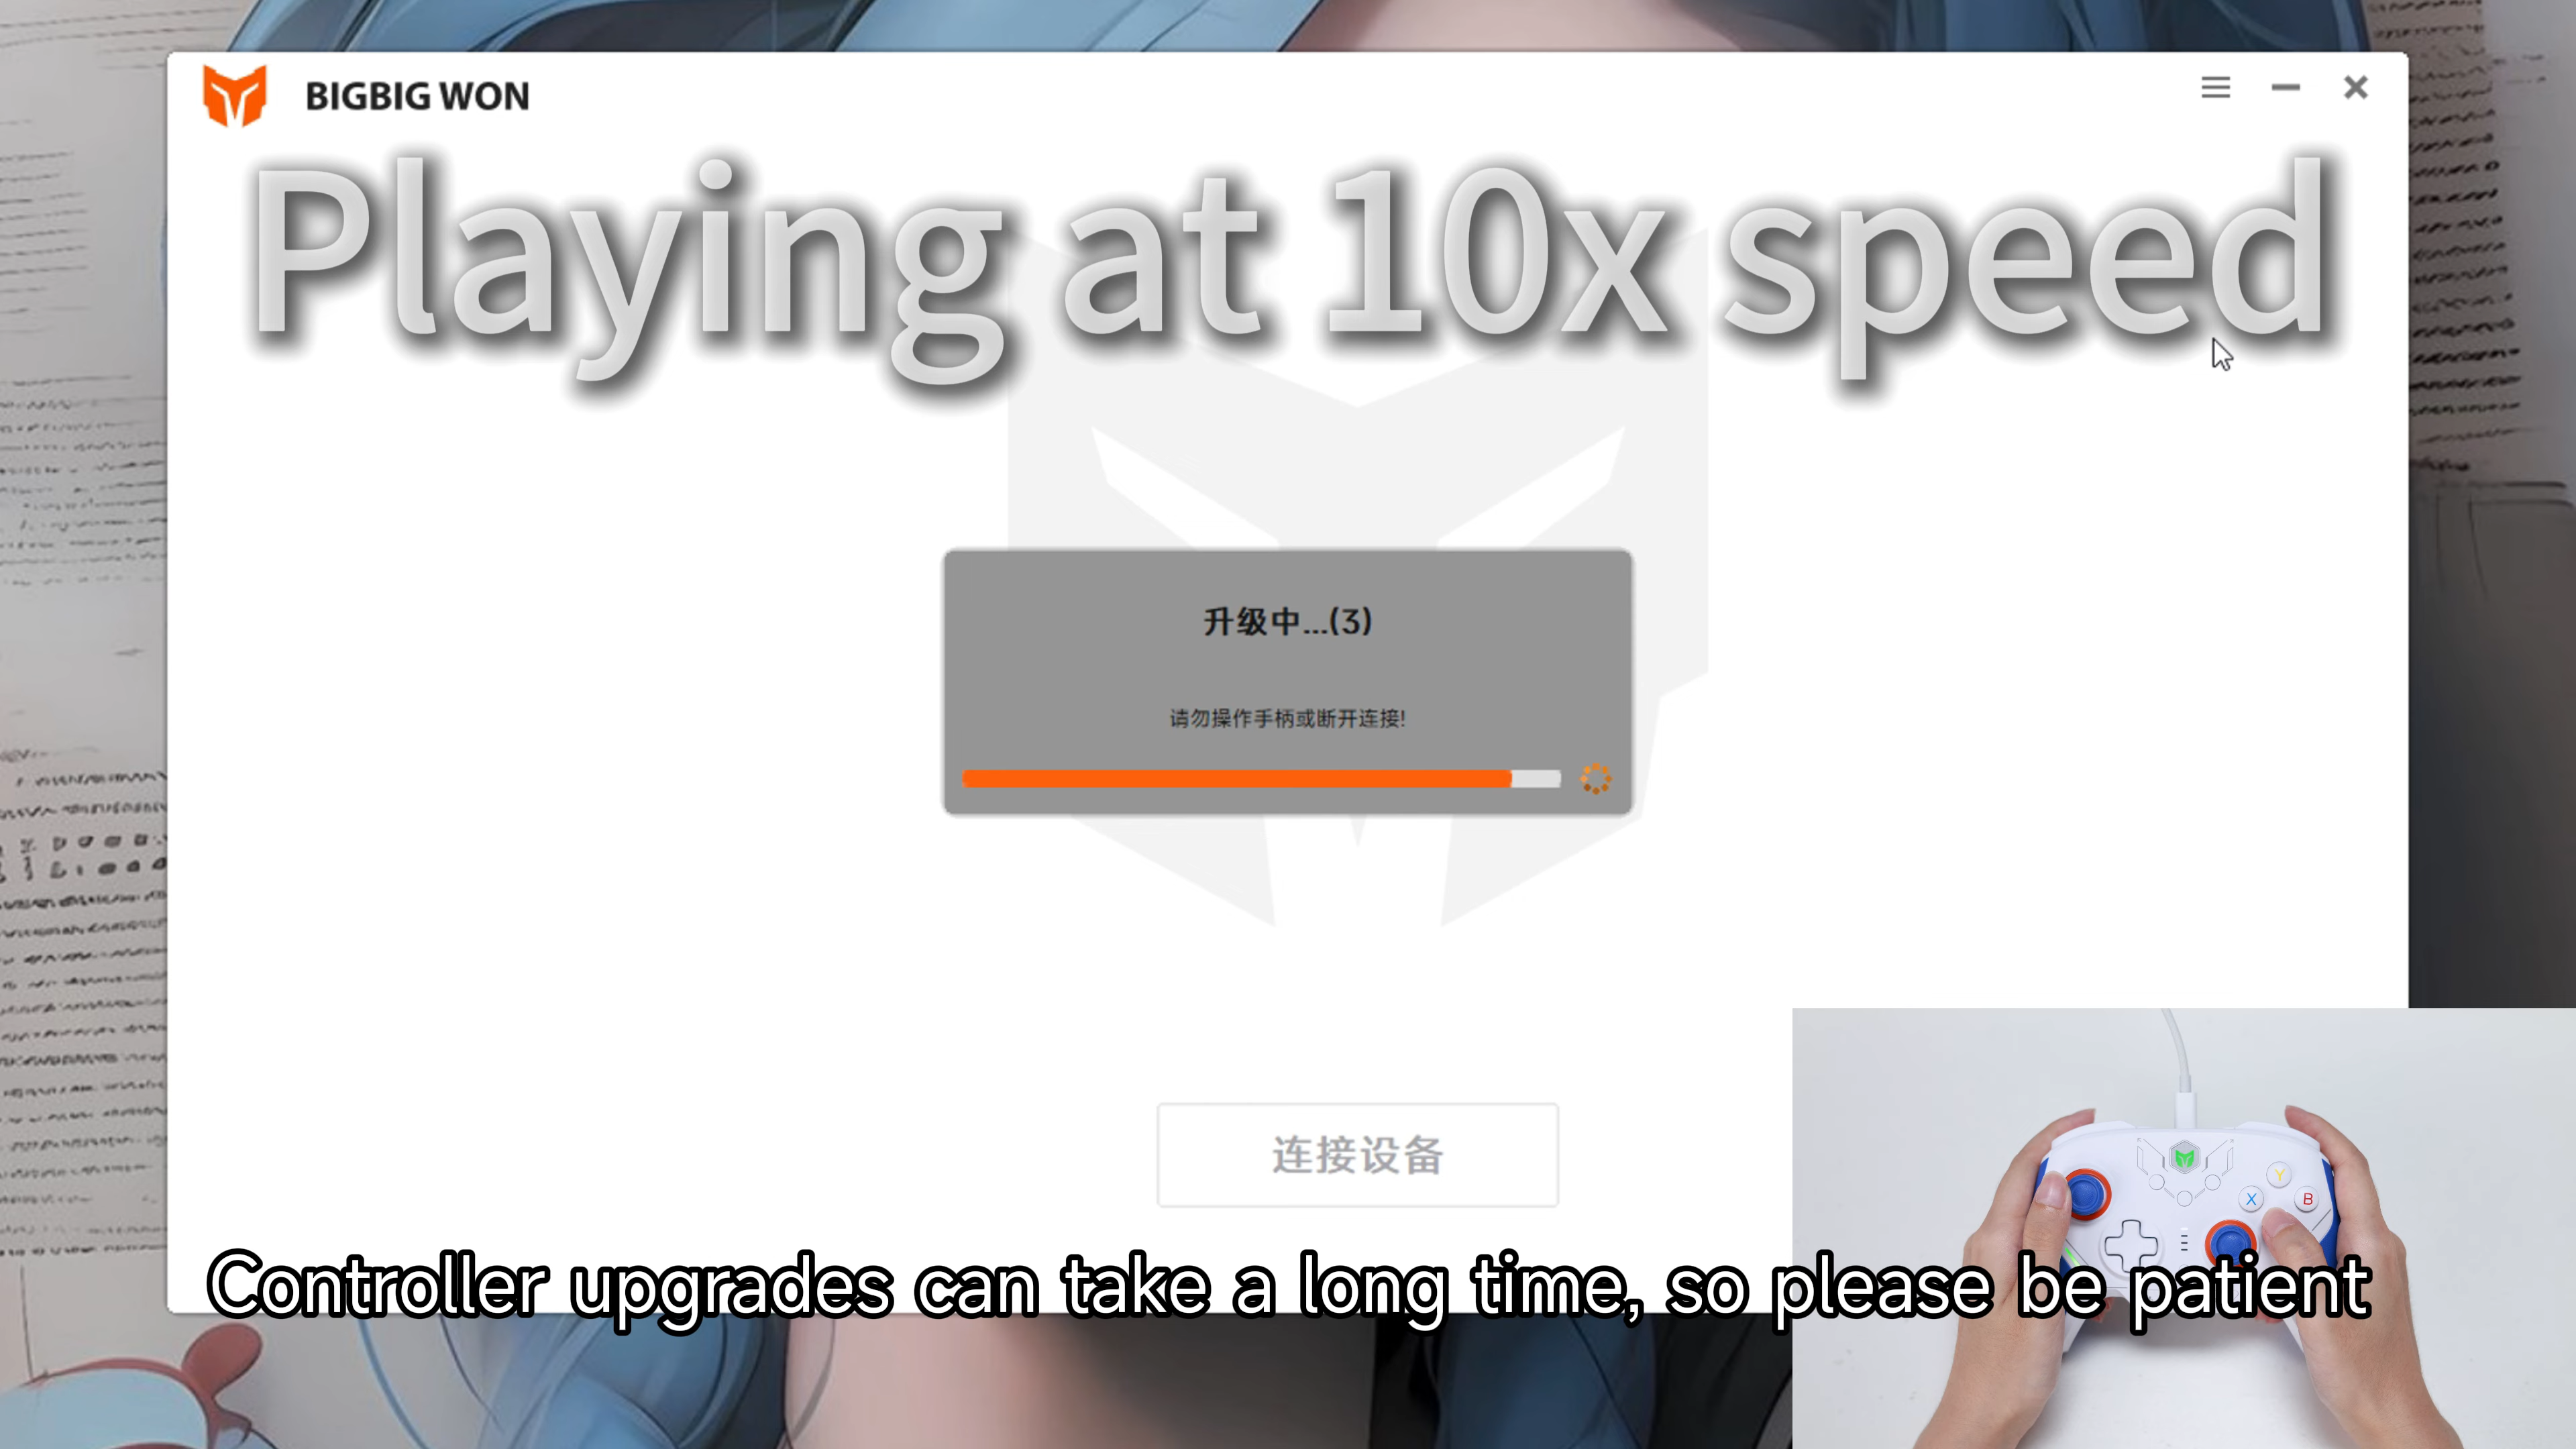 BIGBIG WON
Playing at 10x speed
升级中...(3)
请勿操作手柄或断开连接!
连接设备
Y
X
B
Controller upgrades can take a long time, so please be patient